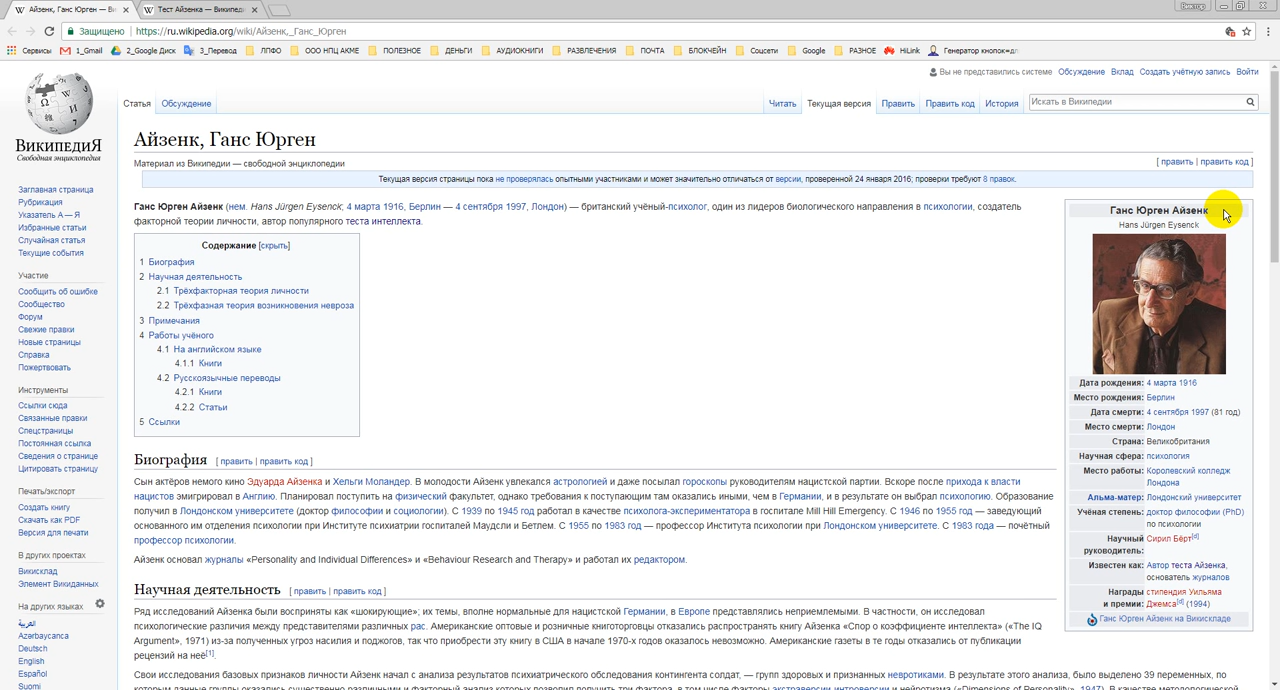 Айзенк, Ганс Юрген — Ви
Тест Айзенка — Википед
Виктор
Защищено
https://ru.wikipedia.org/wiki/Айзенк,_Ганс_Юрген
Сервисы 1_Gmail 2_Google Диск 3_Перевод ЛПФО ООО НПЦ АКМЕ ПОЛЕЗНОЕ ДЕНЬГИ АУДИОКНИГИ РАЗВЛЕЧЕНИЯ ПОЧТА БЛОКЧЕЙН Соцсети Google РАЗНОЕ HiLink Генератор кнопок=дл
Вы не представились системе Обсуждение Вклад Создать учётную запись Войти
Статья Обсуждение Читать Текущая версия Править Править код История Искать в Википедии
ВикипедиЯ
Свободная энциклопедия
Заглавная страница
Рубрикация
Указатель А — Я
Избранные статьи
Случайная статья
Текущие события
Участие
Сообщить об ошибке
Сообщество
Форум
Свежие правки
Новые страницы
Справка
Пожертвовать
Инструменты
Ссылки сюда
Связанные правки
Спецстраницы
Постоянная ссылка
Сведения о странице
Цитировать страницу
Печать/экспорт
Создать книгу
Скачать как PDF
Версия для печати
В других проектах
Викисклад
Элемент Викиданных
На других языках
العربية
Azərbaycanca
Deutsch
English
Español
Suomi
Айзенк, Ганс Юрген
Материал из Википедии — свободной энциклопедии
[ править | править код ]
Текущая версия страницы пока не проверялась опытными участниками и может значительно отличаться от версии, проверенной 24 января 2016; проверки требуют 8 правок.
Ганс Юрген Айзенк (нем. Hans Jürgen Eysenck, 4 марта 1916, Берлин — 4 сентября 1997, Лондон) — британский учёный-психолог, один из лидеров биологического направления в психологии, создатель
факторной теории личности, автор популярного теста интеллекта.
Содержание [скрыть]
1 Биография
2 Научная деятельность
2.1 Трёхфакторная теория личности
2.2 Трёхфазная теория возникновения невроза
3 Примечания
4 Работы учёного
4.1 На английском языке
4.1.1 Книги
4.2 Русскоязычные переводы
4.2.1 Книги
4.2.2 Статьи
5 Ссылки
Биография [ править | править код ]
Сын актёров немого кино Эдуарда Айзенка и Хельги Моландер. В молодости Айзенк увлекался астрологией и даже посылал гороскопы руководителям нацистской партии. Вскоре после прихода к власти
нацистов эмигрировал в Англию. Планировал поступить на физический факультет, однако требования к поступающим там оказались иными, чем в Германии, и в результате он выбрал психологию. Образование
получил в Лондонском университете (доктор философии и социологии). С 1939 по 1945 год работал в качестве психолога-экспериментатора в госпитале Mill Hill Emergency. С 1946 по 1955 год — заведующий
основанного им отделения психологии при Институте психиатрии госпиталей Маудсли и Бетлем. С 1955 по 1983 год — профессор Института психологии при Лондонском университете. С 1983 года — почётный
профессор психологии.
Айзенк основал журналы «Personality and Individual Differences» и «Behaviour Research and Therapy» и работал их редактором.
Научная деятельность [ править | править код ]
Ряд исследований Айзенка были восприняты как «шокирующие»; их темы, вполне нормальные для нацистской Германии, в Европе представлялись неприемлемыми. В частности, он исследовал
психологические различия между представителями различных рас. Американские оптовые и розничные книготорговцы отказались распространять книгу Айзенка «Спор о коэффициенте интеллекта» («The IQ
Argument», 1971) из-за полученных угроз насилия и поджогов, так что приобрести эту книгу в США в начале 1970-х годов оказалось невозможно. Американские газеты в те годы отказались от публикации
рецензий на неё[1].
Свои исследования базовых признаков личности Айзенк начал с анализа результатов психиатрических обследования контингента солдат, — групп здоровых и признанных невротиками. В результате этого анализа, было выделено 39 переменных, по
Ганс Юрген Айзенк
Hans Jürgen Eysenck
Дата рождения: 4 марта 1916
Место рождения: Берлин
Дата смерти: 4 сентября 1997 (81 год)
Место смерти: Лондон
Страна: Великобритания
Научная сфера: психология
Место работы: Королевский колледж
Лондона
Альма-матер: Лондонский университет
Учёная степень: доктор философии (PhD)
по психологии
Научный руководитель: Сирил Бёрт[d]
Известен как: Автор теста Айзенка,
основатель журналов
Награды и премии: стипендия Уильяма
Джемса[d] (1994)
Ганс Юрген Айзенк на Викискладе